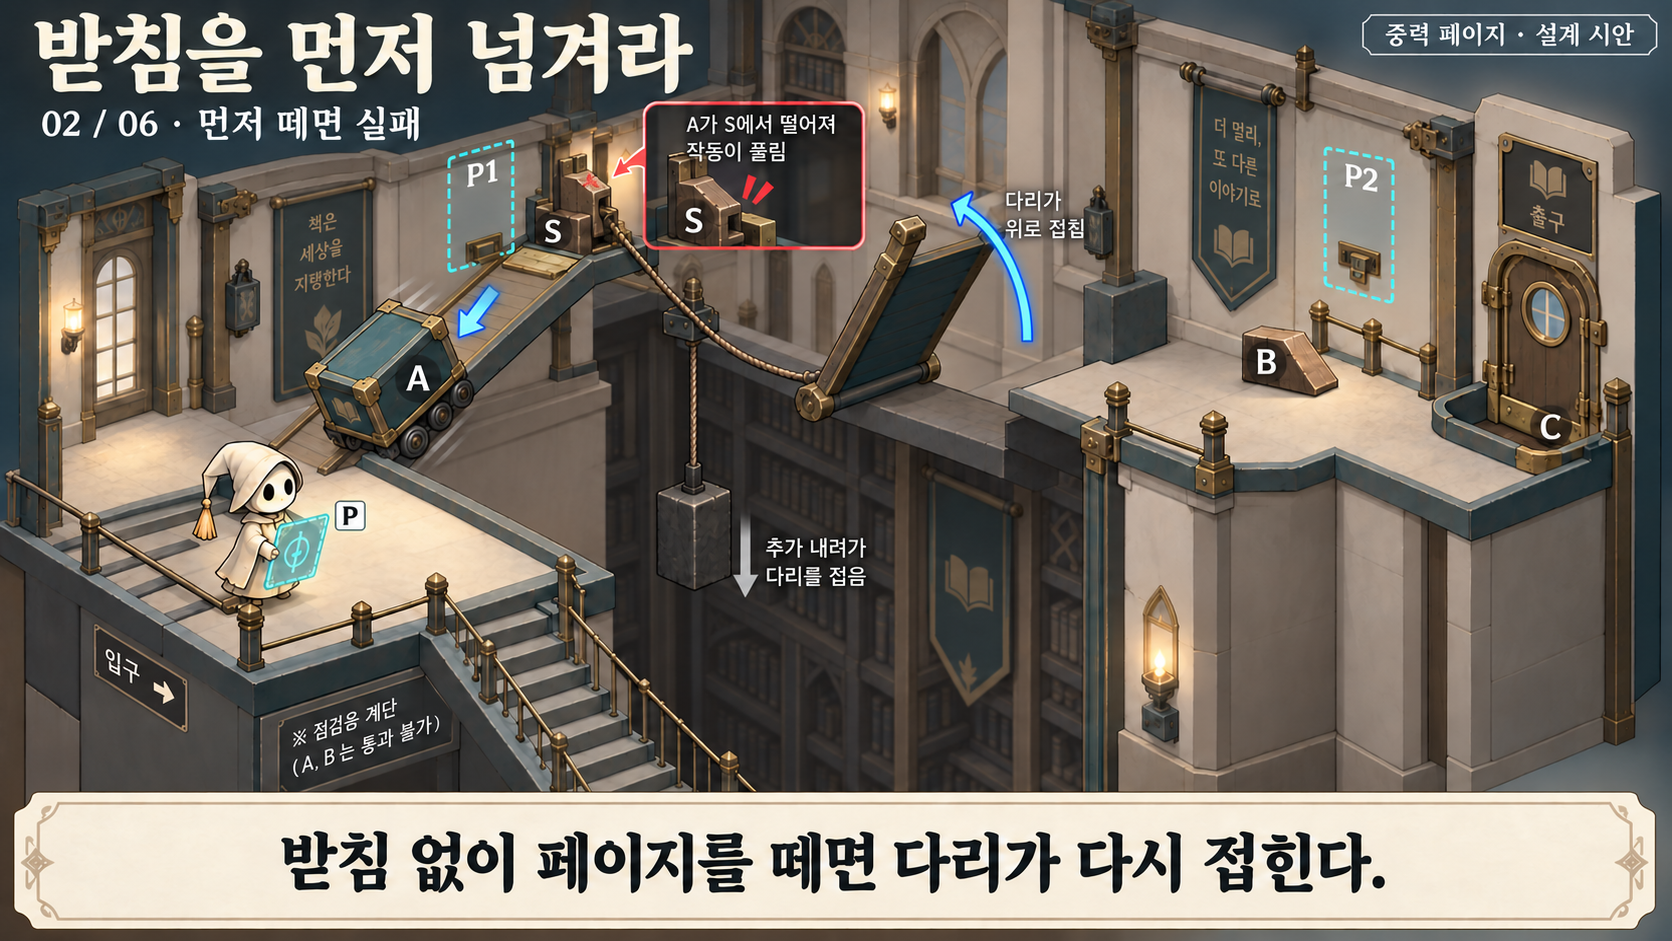 받침을 먼저 넘겨라
02 / 06 · 먼저 떼면 실패
중력 페이지 · 설계 시안
P1
A가 S에서 떨어져
작동이 풀림
S
S
다리가
위로 접침
더 멀리,
또 다른
이야기로
P2
출구
책은
세상을
지탱한다
A
B
C
P
추가 내려가
다리를 접음
입구
※ 점검용 계단
(A, B는 통과 불가)
받침 없이 페이지를 떼면 다리가 다시 접힌다.